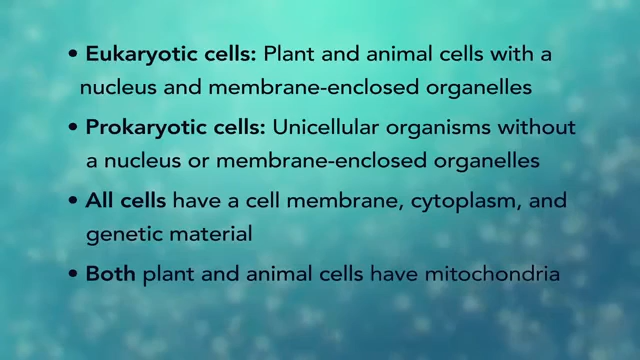 • Eukaryotic cells: Plant and animal cells with a
nucleus and membrane-enclosed organelles
• Prokaryotic cells: Unicellular organisms without
a nucleus or membrane-enclosed organelles
• All cells have a cell membrane, cytoplasm, and
genetic material
• Both plant and animal cells have mitochondria